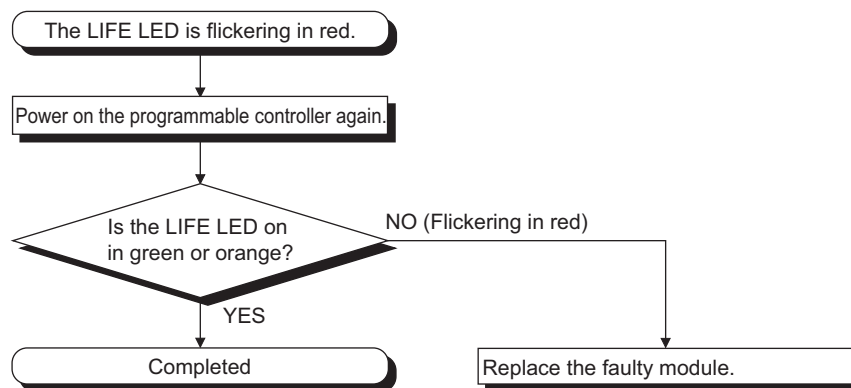 The LIFE LED is flickering in red.
Power on the programmable controller again.
Is the LIFE LED on
in green or orange?
NO (Flickering in red)
YES
Completed
Replace the faulty module.